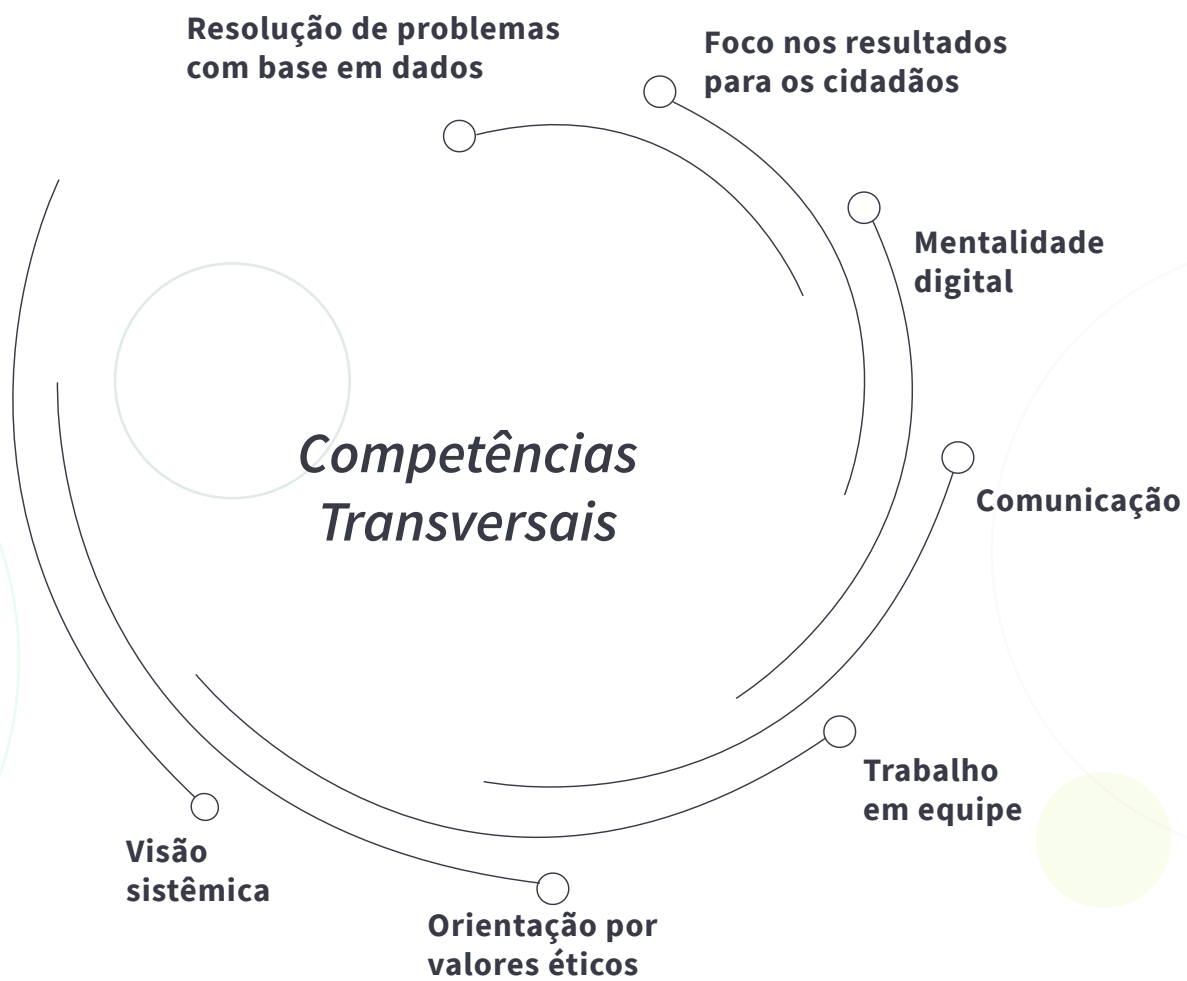 Resolução de problemas
com base em dados
Foco nos resultados
para os cidadãos
Mentalidade
digital
Competências
Transversais
Comunicação
Trabalho
em equipe
Visão
sistêmica
Orientação por
valores éticos